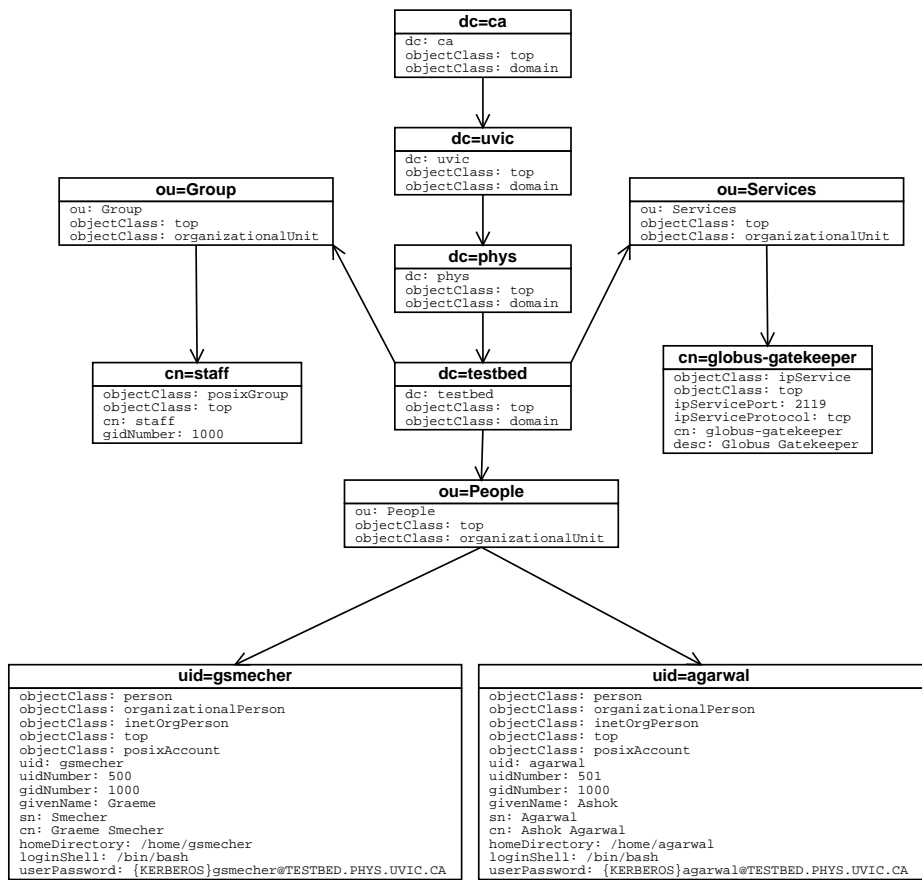 dc=ca
dc: ca
objectClass: top
objectClass: domain
dc=uvic
dc: uvic
objectClass: top
objectClass: domain
ou=Group
ou: Group
objectClass: top
objectClass: organizationalUnit
ou=Services
ou: Services
objectClass: top
objectClass: organizationalUnit
dc=phys
dc: phys
objectClass: top
objectClass: domain
cn=staff
objectClass: posixGroup
objectClass: top
cn: staff
gidNumber: 1000
dc=testbed
dc: testbed
objectClass: top
objectClass: domain
cn=globus-gatekeeper
objectClass: ipService
objectClass: top
ipServicePort: 2119
ipServiceProtocol: tcp
cn: globus-gatekeeper
desc: Globus Gatekeeper
ou=People
ou: People
objectClass: top
objectClass: organizationalUnit
uid=gsmecher
objectClass: person
objectClass: organizationalPerson
objectClass: inetOrgPerson
objectClass: top
objectClass: posixAccount
uid: gsmecher
uidNumber: 500
gidNumber: 1000
givenName: Graeme
sn: Smecher
cn: Graeme Smecher
homeDirectory: /home/gsmecher
loginShell: /bin/bash
userPassword: {KERBEROS}gsmecher@TESTBED.PHYS.UVIC.CA
uid=agarwal
objectClass: person
objectClass: organizationalPerson
objectClass: inetOrgPerson
objectClass: top
objectClass: posixAccount
uid: agarwal
uidNumber: 501
gidNumber: 1000
givenName: Ashok
sn: Agarwal
cn: Ashok Agarwal
homeDirectory: /home/agarwal
loginShell: /bin/bash
userPassword: {KERBEROS}agarwal@TESTBED.PHYS.UVIC.CA